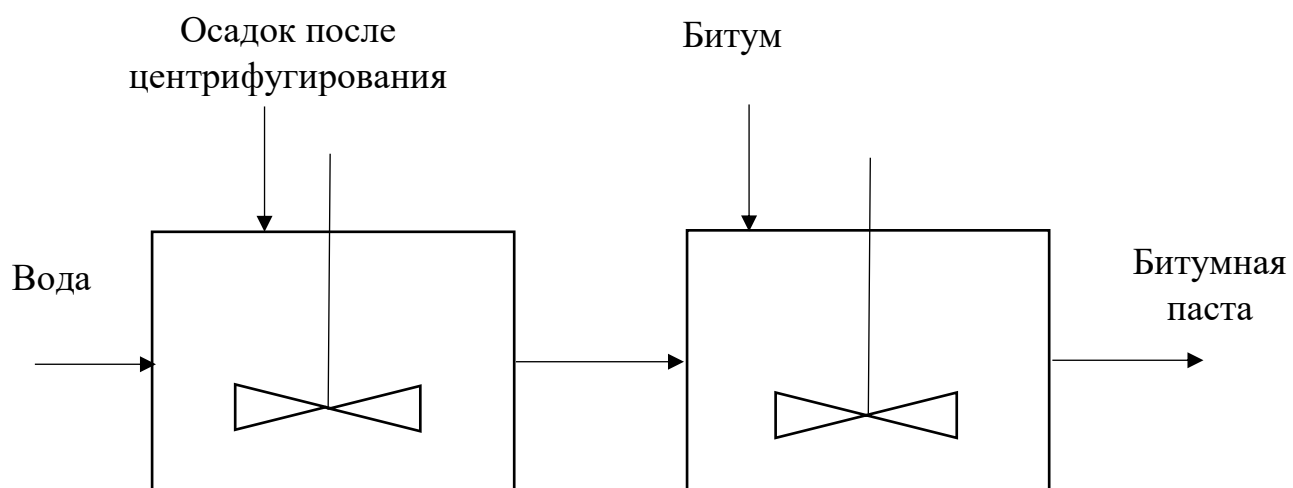 Осадок после
центрифугирования
Битум
Вода
Битумная
паста